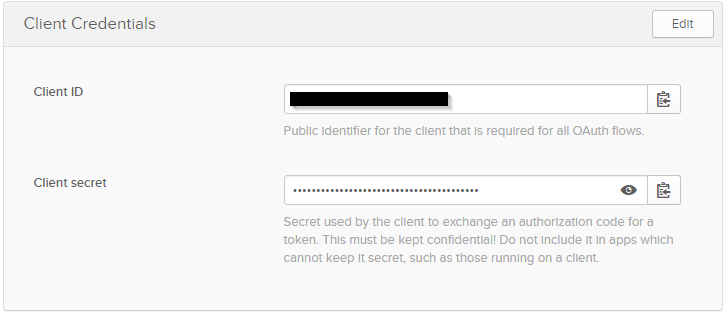 Client Credentials
Edit
Client ID
Public identifier for the client that is required for all OAuth flows.
Client secret
••••••••••••••••••••••••••••••••••••••••
Secret used by the client to exchange an authorization code for a
token. This must be kept confidential! Do not include it in apps which
cannot keep it secret, such as those running on a client.